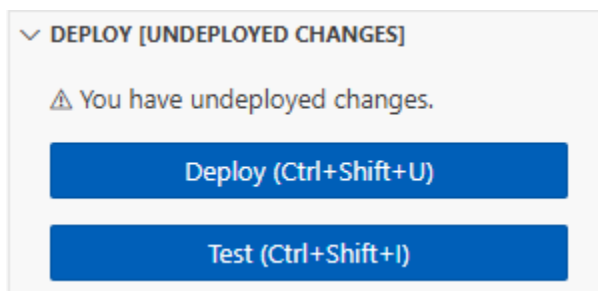 DEPLOY [UNDEPLOYED CHANGES]
⚠ You have undeployed changes.
Deploy (Ctrl+Shift+U)
Test (Ctrl+Shift+I)